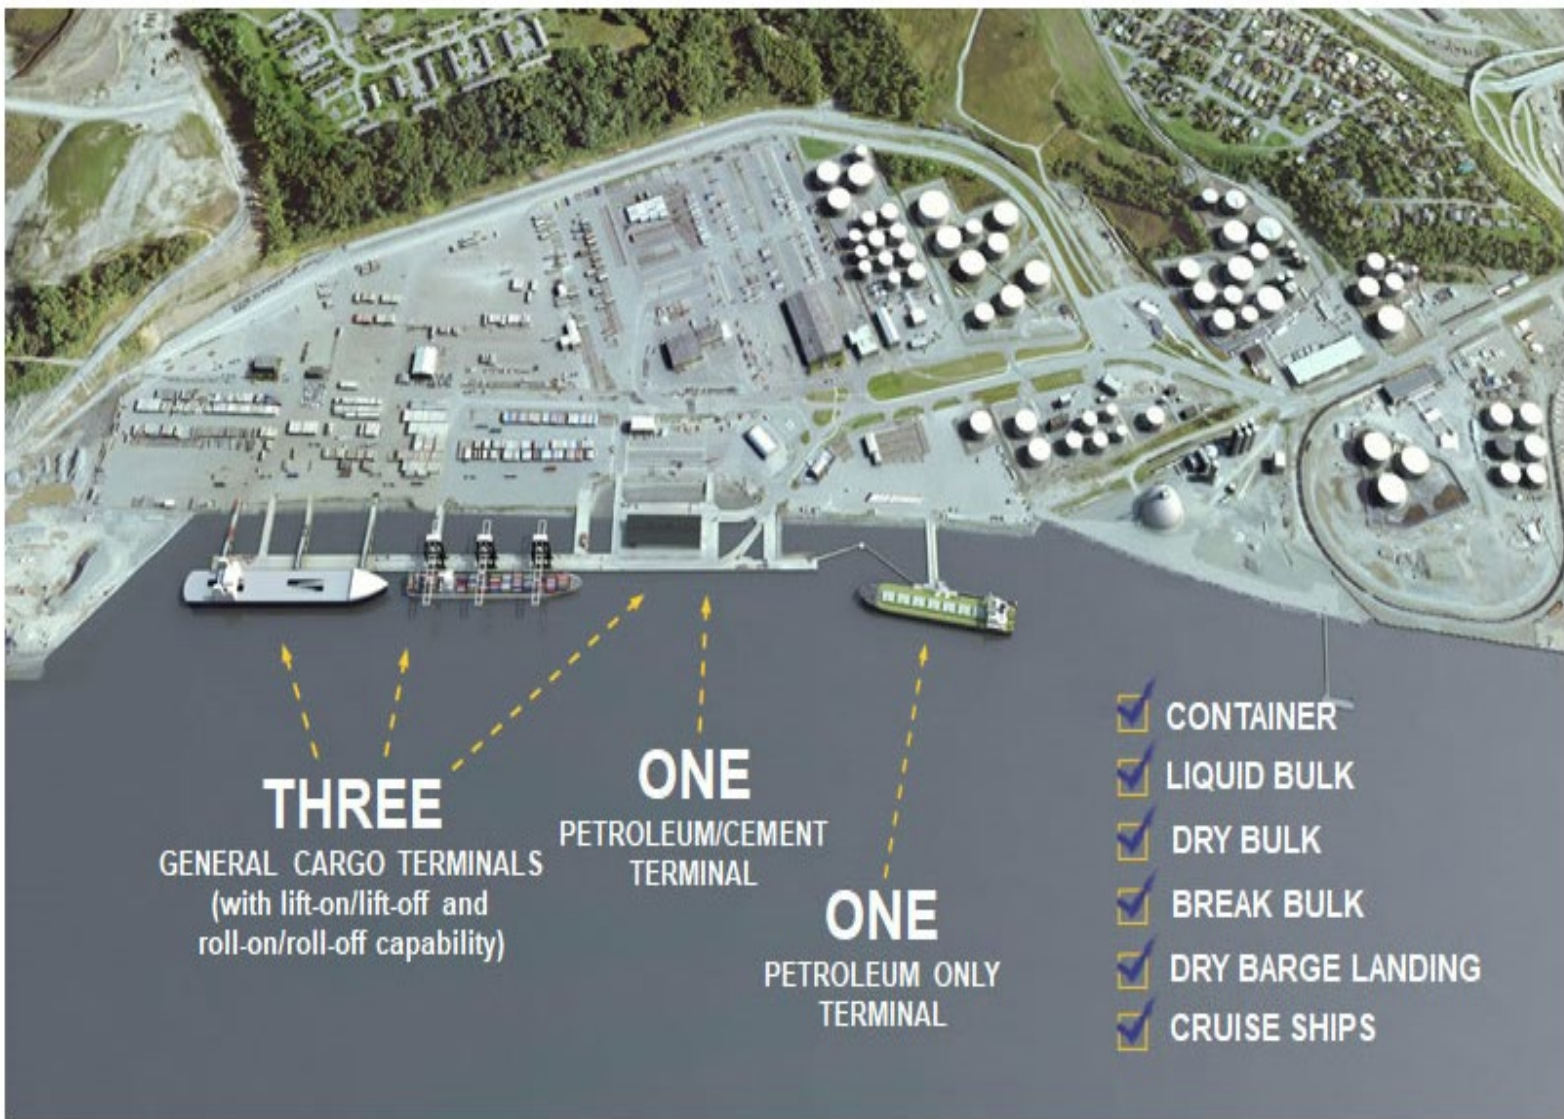 THREE
GENERAL CARGO TERMINALS
(with lift-on/lift-off and
roll-on/roll-off capability)
ONE
PETROLEUM/CEMENT
TERMINAL
ONE
PETROLEUM ONLY
TERMINAL
CONTAINER
LIQUID BULK
DRY BULK
BREAK BULK
DRY BARGE LANDING
CRUISE SHIPS